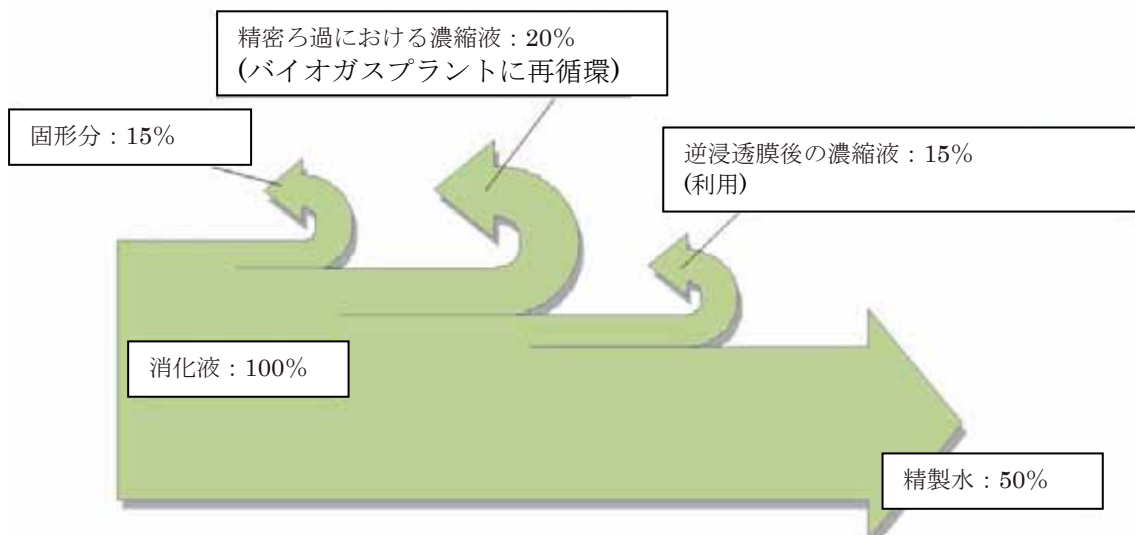 精密ろ過における濃縮液：20%
(バイオガスプラントに再循環)
固形分：15%
逆浸透膜後の濃縮液：15%
(利用)
消化液：100%
精製水：50%